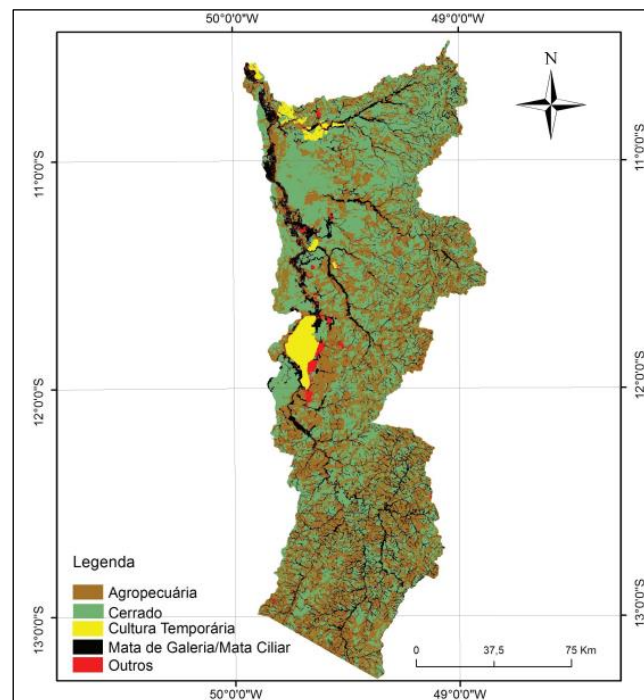 50°0'0"W 49°0'0"W
N
11°0'0"S 11°0'0"S
12°0'0"S 12°0'0"S
13°0'0"S 13°0'0"S
Legenda
Agropecuária
Cerrado
Cultura Temporária
Mata de Galeria/Mata Ciliar
Outros
0 37,5 75 Km
50°0'0"W 49°0'0"W